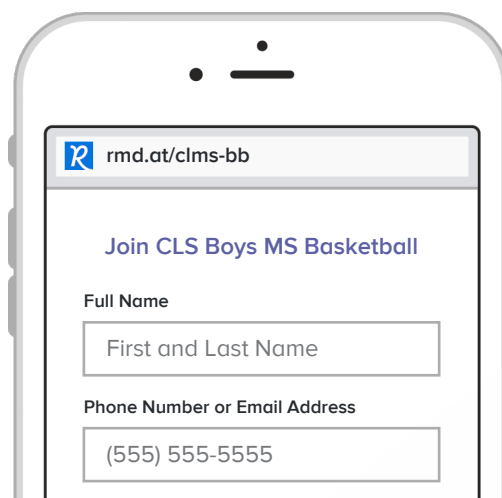 rmd.at/clms-bb
Join CLS Boys MS Basketball
Full Name
First and Last Name
Phone Number or Email Address
(555) 555-5555